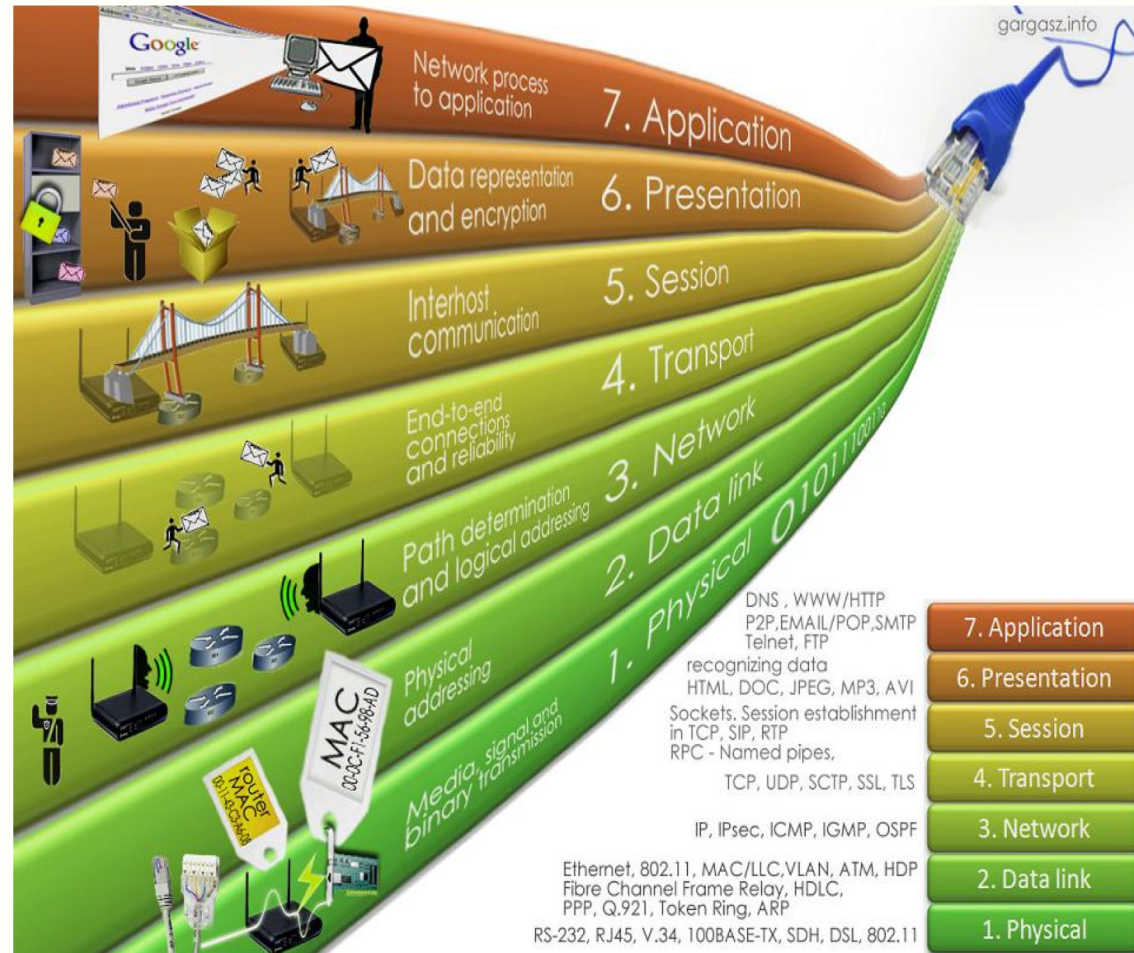 gargasz.info
Google
Network process
to application
7. Application
Data representation
and encryption
6. Presentation
Interhost
communication
5. Session
End-to-end
connections
and reliability
4. Transport
Path determination
and logical addressing
3. Network
Physical
addressing
2. Data link
Media, signal and
binary transmission
1. Physical
010111100110
MAC
00-0C-F1-56-98-AD
router
MAC
DNS , WWW/HTTP
P2P,EMAIL/POP,SMTP
Telnet, FTP
7. Application
recognizing data
HTML, DOC, JPEG, MP3, AVI
6. Presentation
Sockets. Session establishment
in TCP, SIP, RTP
RPC - Named pipes,
5. Session
TCP, UDP, SCTP, SSL, TLS
4. Transport
IP, IPsec, ICMP, IGMP, OSPF
3. Network
Ethernet, 802.11, MAC/LLC,VLAN, ATM, HDP
Fibre Channel Frame Relay, HDLC,
PPP, Q.921, Token Ring, ARP
2. Data link
RS-232, RJ45, V.34, 100BASE-TX, SDH, DSL, 802.11
1. Physical